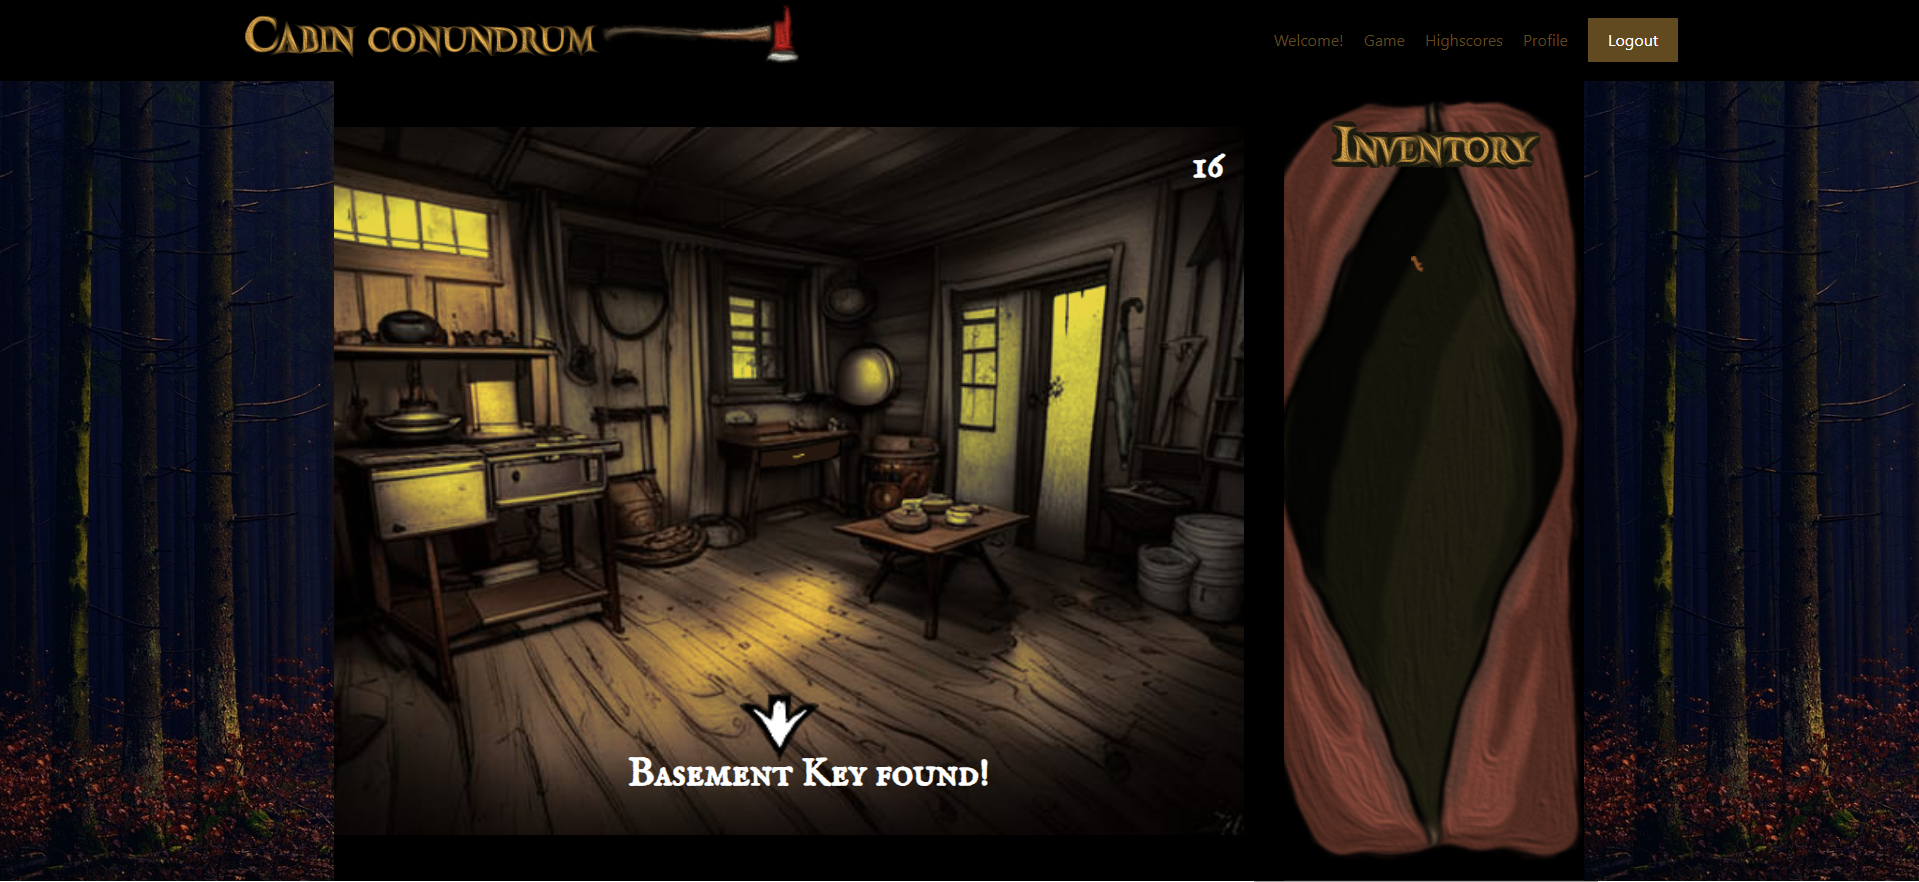 Cabin conundrum
Welcome! Game Highscores Profile Logout
Inventory
16
Basement Key found!